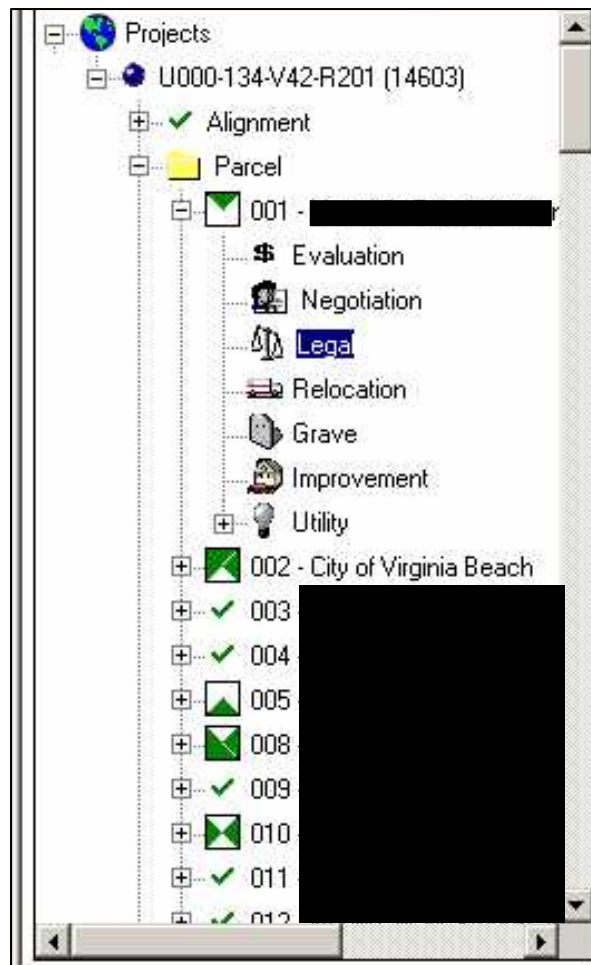 Projects
U000-134-V42-R201 (14603)
Alignment
Parcel
001 -
Evaluation
Negotiation
Legal
Relocation
Grave
Improvement
Utility
002 - City of Virginia Beach
003
004
005
008
009
010
011
012